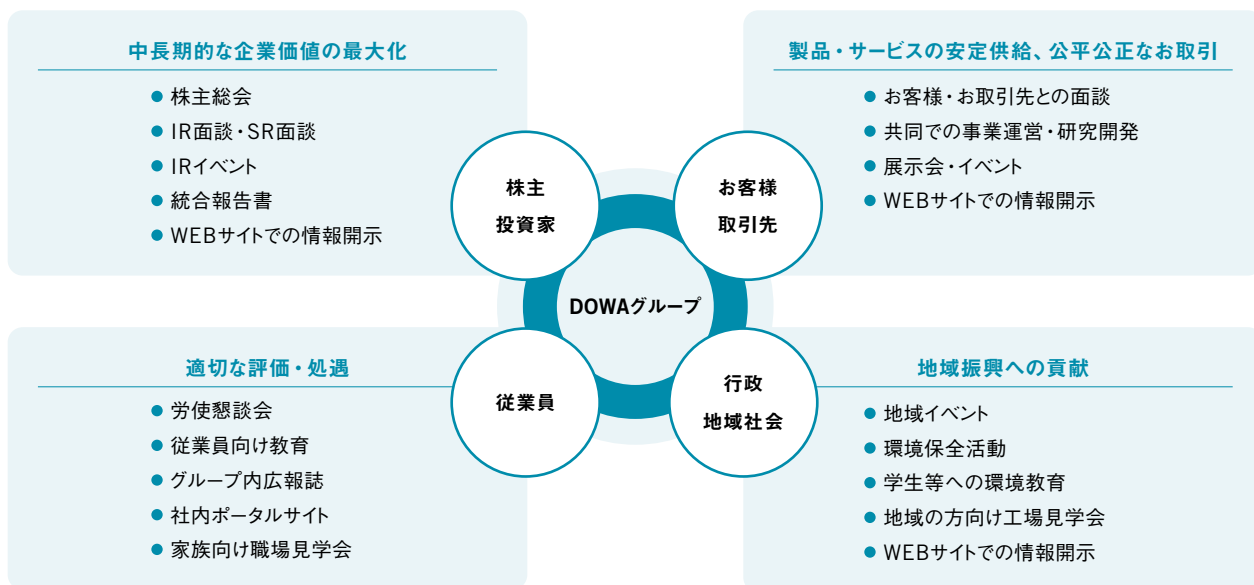 中長期的な企業価値の最大化
● 株主総会
● IR面談・SR面談
● IRイベント
● 統合報告書
● WEBサイトでの情報開示
製品・サービスの安定供給、公平公正なお取引
● お客様・お取引先との面談
● 共同での事業運営・研究開発
● 展示会・イベント
● WEBサイトでの情報開示
株主
投資家
お客様
取引先
DOWAグループ
従業員
行政
地域社会
適切な評価・処遇
● 労使懇談会
● 従業員向け教育
● グループ内広報誌
● 社内ポータルサイト
● 家族向け職場見学会
地域振興への貢献
● 地域イベント
● 環境保全活動
● 学生等への環境教育
● 地域の方向け工場見学会
● WEBサイトでの情報開示